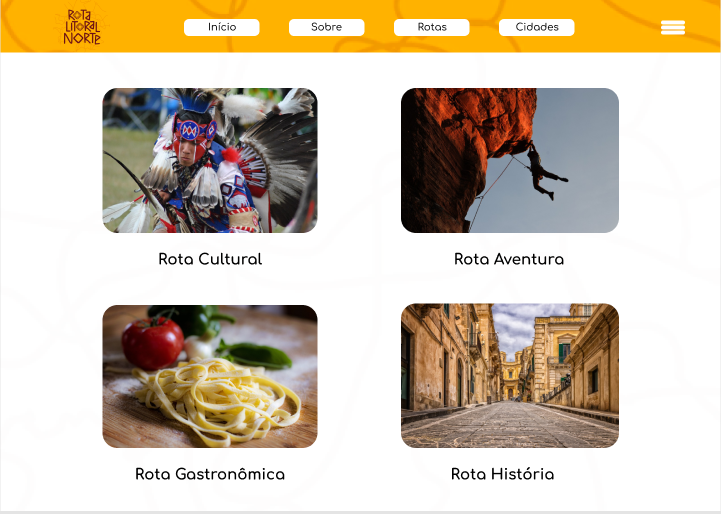 ROTA
LITORAL
NORTE
Início
Sobre
Rotas
Cidades
Rota Cultural
Rota Aventura
Rota Gastronômica
Rota História